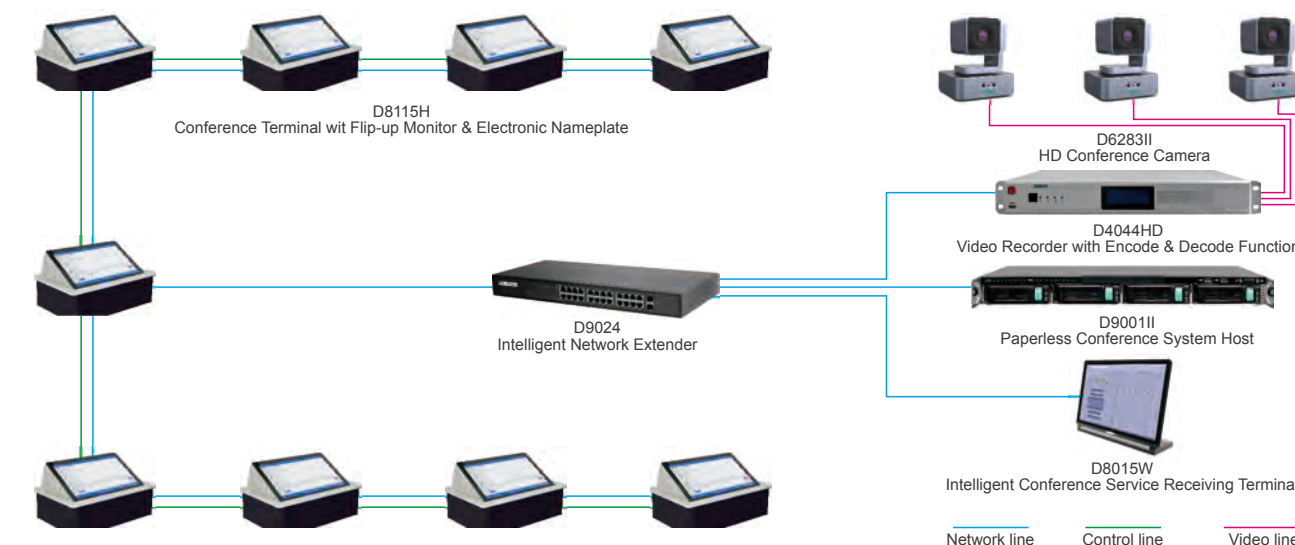 D8115H
Conference Terminal wit Flip-up Monitor & Electronic Nameplate
D6283II
HD Conference Camera
D4044HD
Video Recorder with Encode & Decode Function
D9024
Intelligent Network Extender
D9001II
Paperless Conference System Host
D8015W
Intelligent Conference Service Receiving Termina
Network line
Control line
Video line